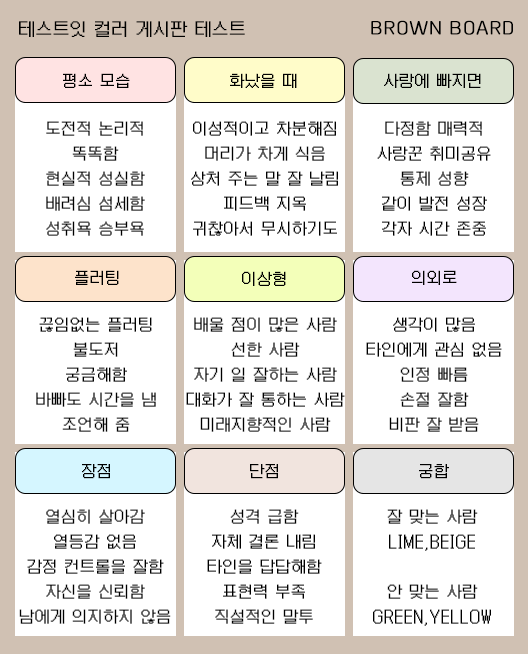 테스트잇 컬러 게시판 테스트
BROWN BOARD
평소 모습
도전적 논리적
똑똑함
현실적 성실함
배려심 섬세함
성취욕 승부욕
화났을 때
이성적이고 차분해짐
머리가 차게 식음
상처 주는 말 잘 날림
피드백 지옥
귀찮아서 무시하기도
사랑에 빠지면
다정함 매력적
사랑꾼 취미공유
통제 성향
같이 발전 성장
각자 시간 존중
플러팅
끊임없는 플러팅
불도저
궁금해함
바빠도 시간을 냄
조언해 줌
이상형
배울 점이 많은 사람
선한 사람
자기 일 잘하는 사람
대화가 잘 통하는 사람
미래지향적인 사람
의외로
생각이 많음
타인에게 관심 없음
인정 빠름
손절 잘함
비판 잘 받음
장점
열심히 살아감
열등감 없음
감정 컨트롤을 잘함
자신을 신뢰함
남에게 의지하지 않음
단점
성격 급함
자체 결론 내림
타인을 답답해함
표현력 부족
직설적인 말투
궁합
잘 맞는 사람
LIME,BEIGE
안 맞는 사람
GREEN,YELLOW